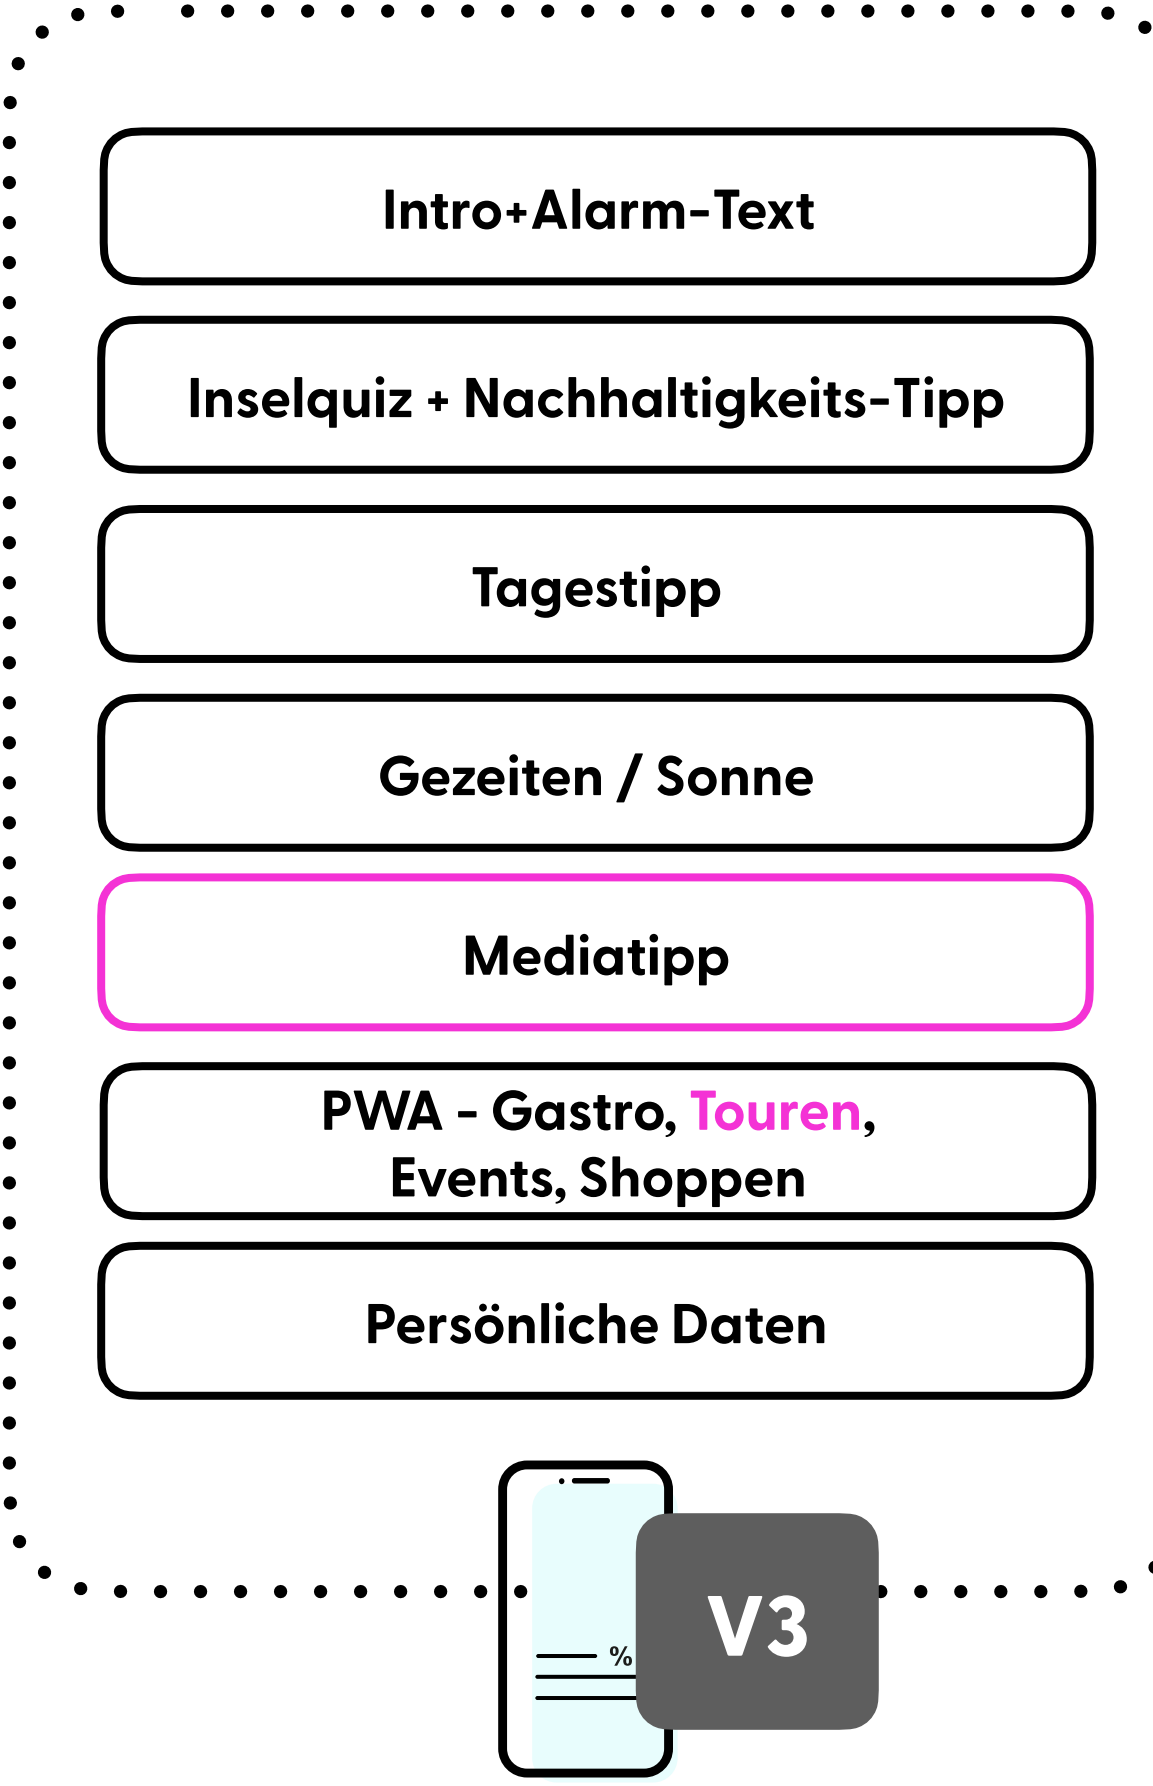 Intro+Alarm-Text
Inselquiz + Nachhaltigkeits-Tipp
Tagestipp
Gezeiten / Sonne
Mediatipp
PWA - Gastro, Touren,
Events, Shoppen
Persönliche Daten
%
V3